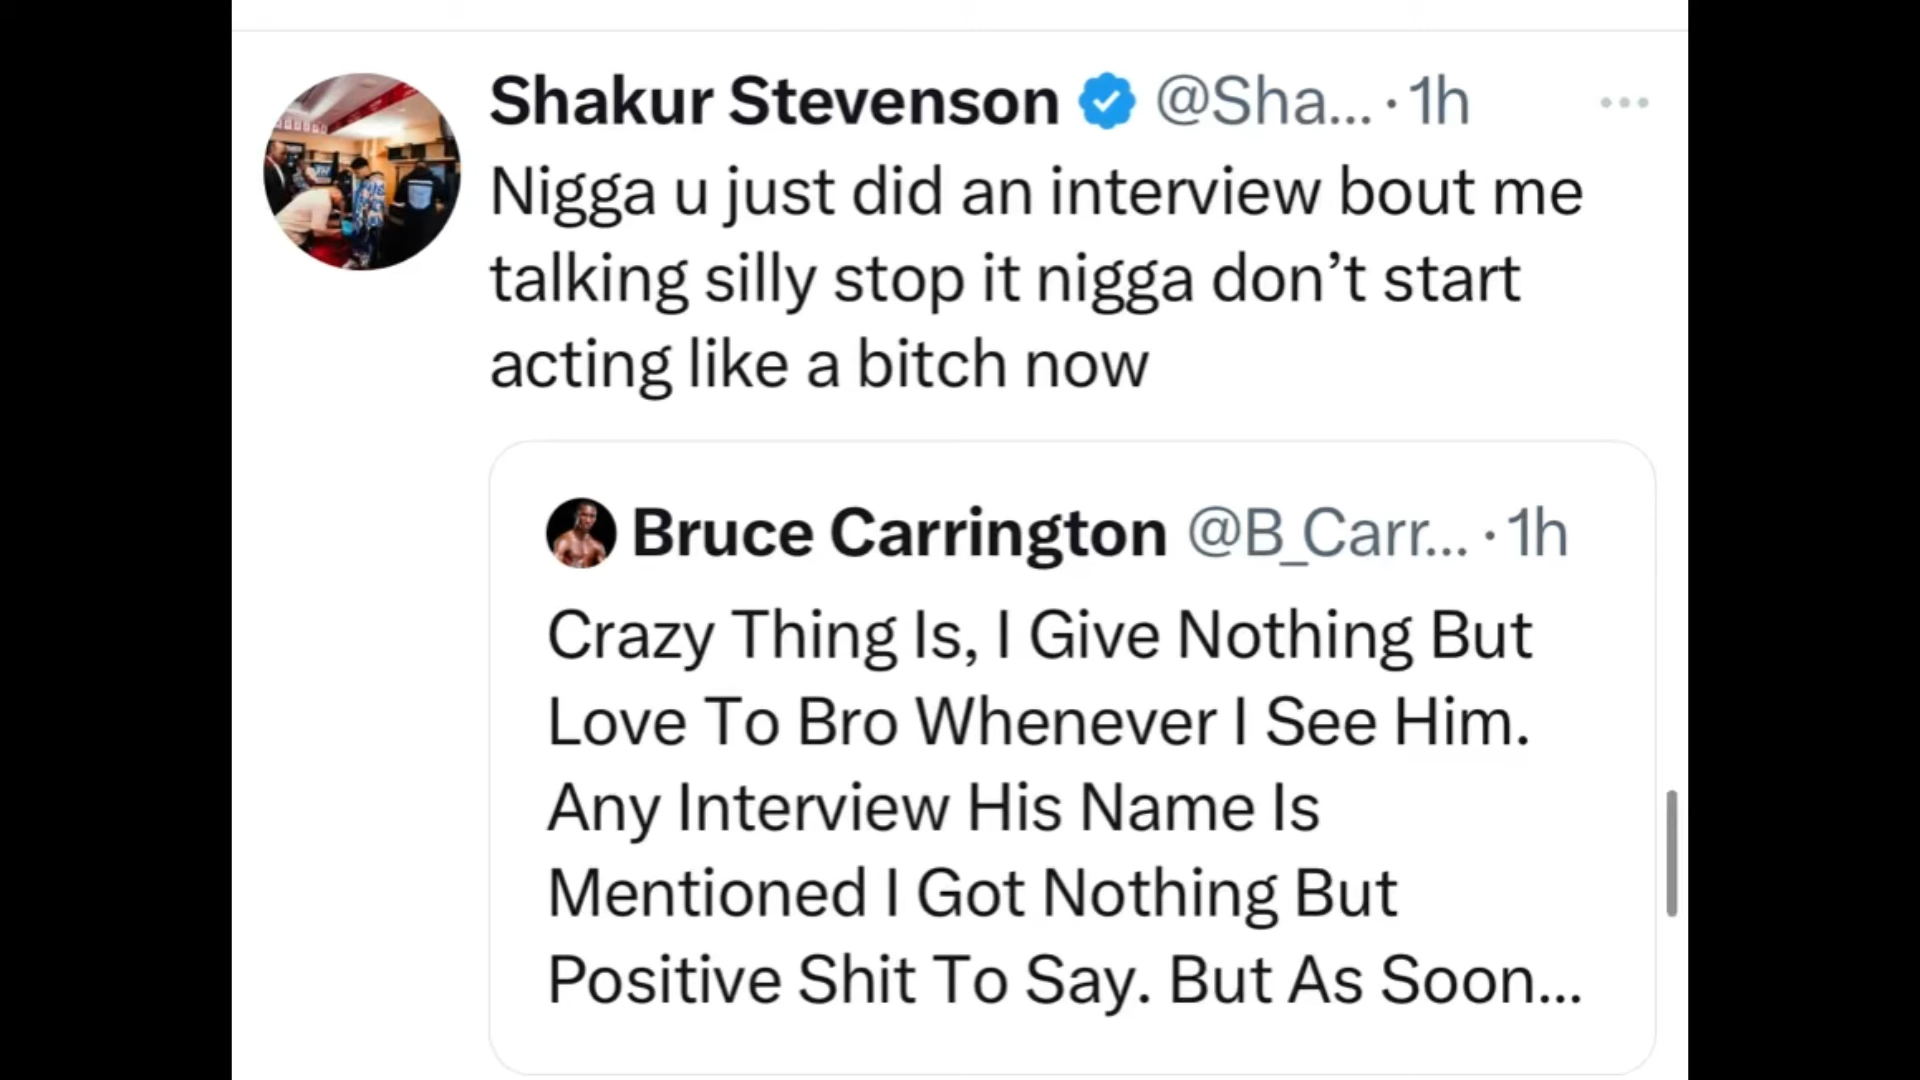 Shakur Stevenson @Sha... · 1h
Nigga u just did an interview bout me
talking silly stop it nigga don't start
acting like a bitch now
Bruce Carrington @B_Carr... · 1h
Crazy Thing Is, I Give Nothing But
Love To Bro Whenever I See Him.
Any Interview His Name Is
Mentioned I Got Nothing But
Positive Shit To Say. But As Soon...